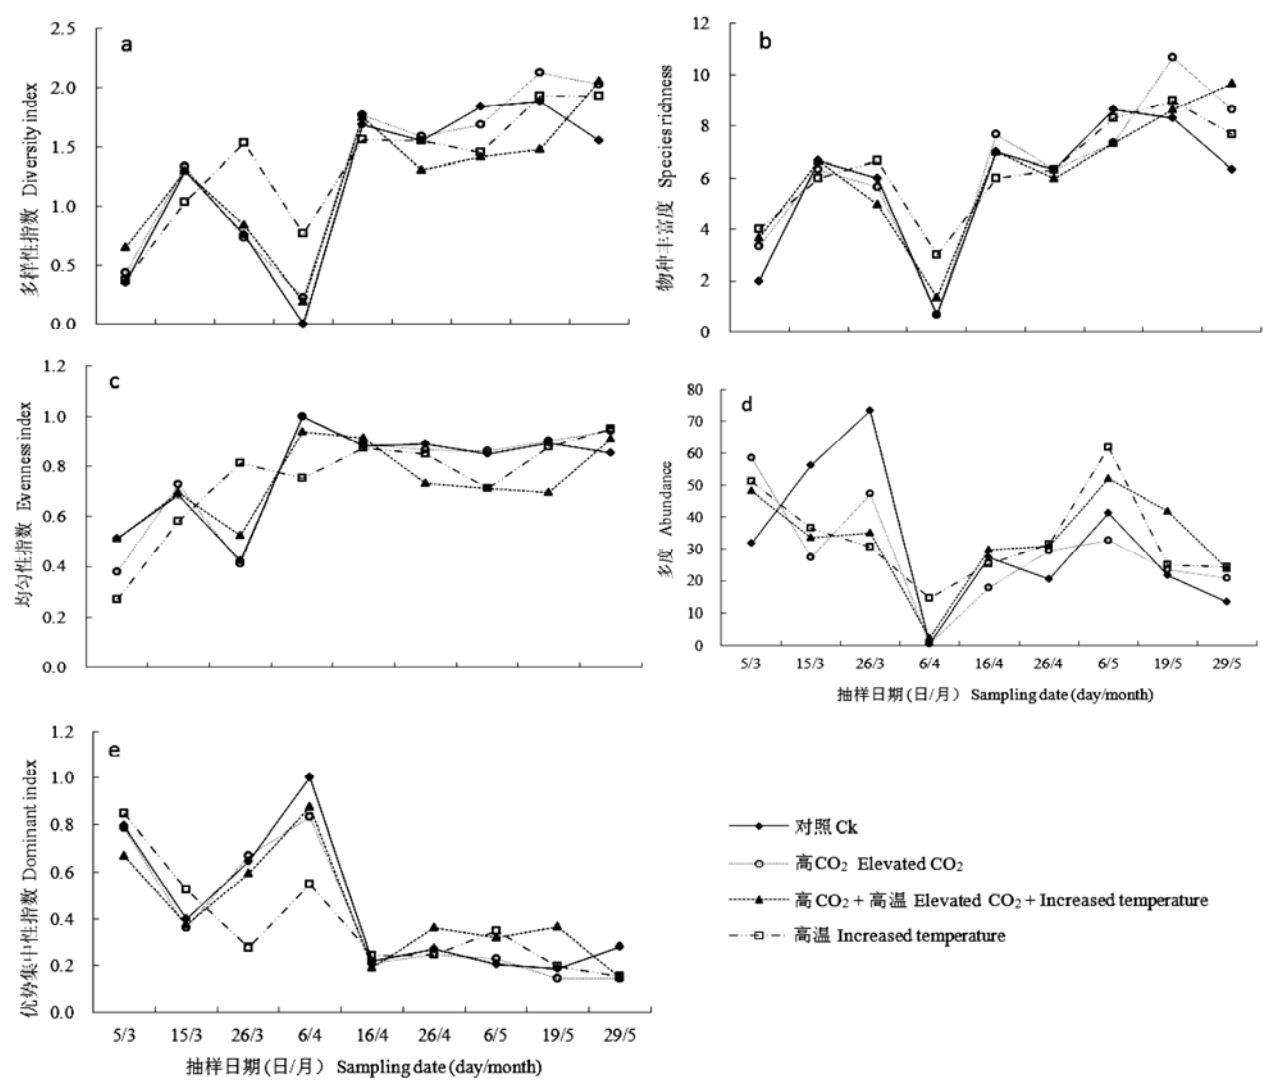 a
多样性指数 Diversity index
2.5
2.0
1.5
1.0
0.5
0.0
b
物种丰富度 Species richness
12
10
8
6
4
2
0
c
均匀性指数 Evenness index
1.2
1.0
0.8
0.6
0.4
0.2
0.0
d
多度 Abundance
80
70
60
50
40
30
20
10
0
5/3 15/3 26/3 6/4 16/4 26/4 6/5 19/5 29/5
抽样日期(日/月) Sampling date (day/month)
e
优势集中性指数 Dominant index
1.2
1.0
0.8
0.6
0.4
0.2
0.0
5/3 15/3 26/3 6/4 16/4 26/4 6/5 19/5 29/5
抽样日期(日/月) Sampling date (day/month)
对照 Ck
高CO₂ Elevated CO₂
高CO₂ + 高温 Elevated CO₂ + Increased temperature
高温 Increased temperature